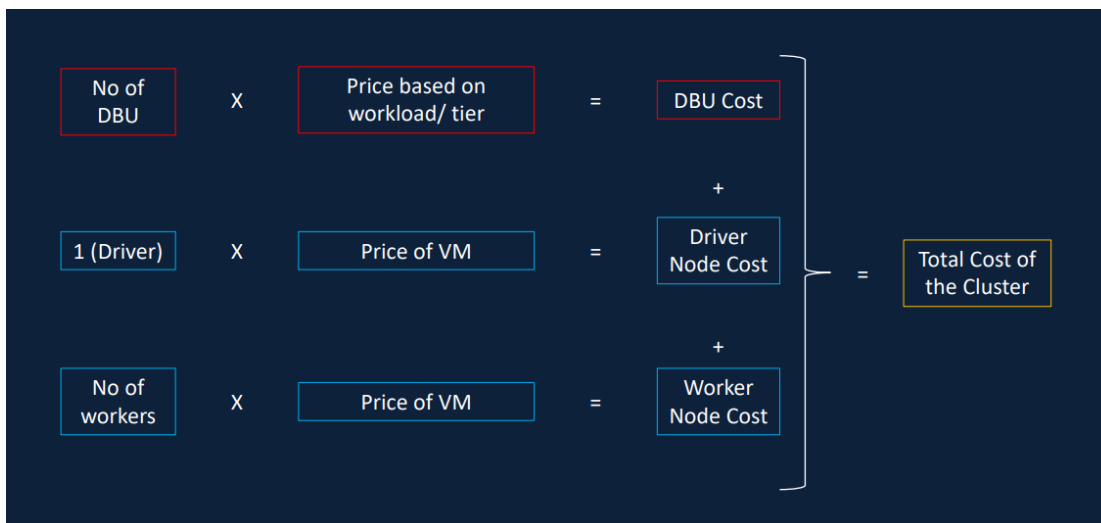 No of
DBU
X
Price based on
workload/ tier
=
DBU Cost
+
1 (Driver)
X
Price of VM
=
Driver
Node Cost
=
Total Cost of
the Cluster
+
No of
workers
X
Price of VM
=
Worker
Node Cost